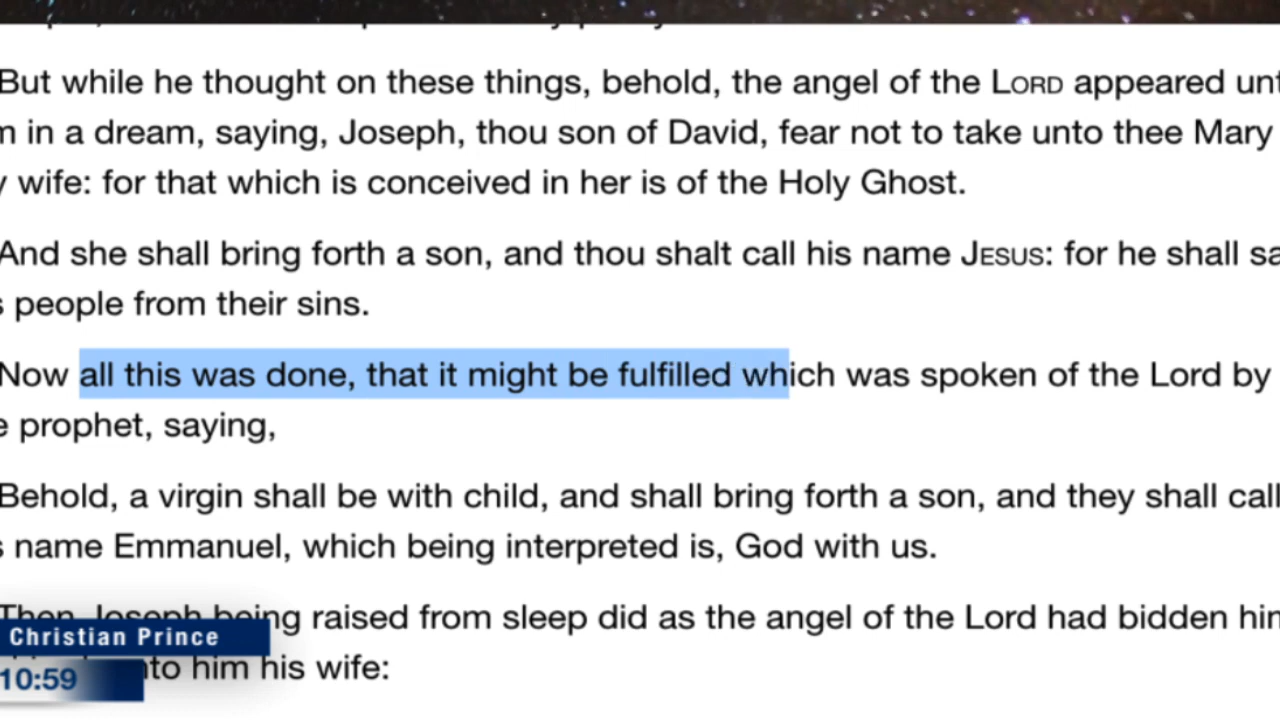 But while he thought on these things, behold, the angel of the LORD appeared unt
m in a dream, saying, Joseph, thou son of David, fear not to take unto thee Mary
y wife: for that which is conceived in her is of the Holy Ghost.
And she shall bring forth a son, and thou shalt call his name JESUS: for he shall sa
s people from their sins.
Now all this was done, that it might be fulfilled which was spoken of the Lord by
e prophet, saying,
Behold, a virgin shall be with child, and shall bring forth a son, and they shall call
s name Emmanuel, which being interpreted is, God with us.
Then Joseph being raised from sleep did as the angel of the Lord had bidden hin
Christian Prince
him his wife:
10:59